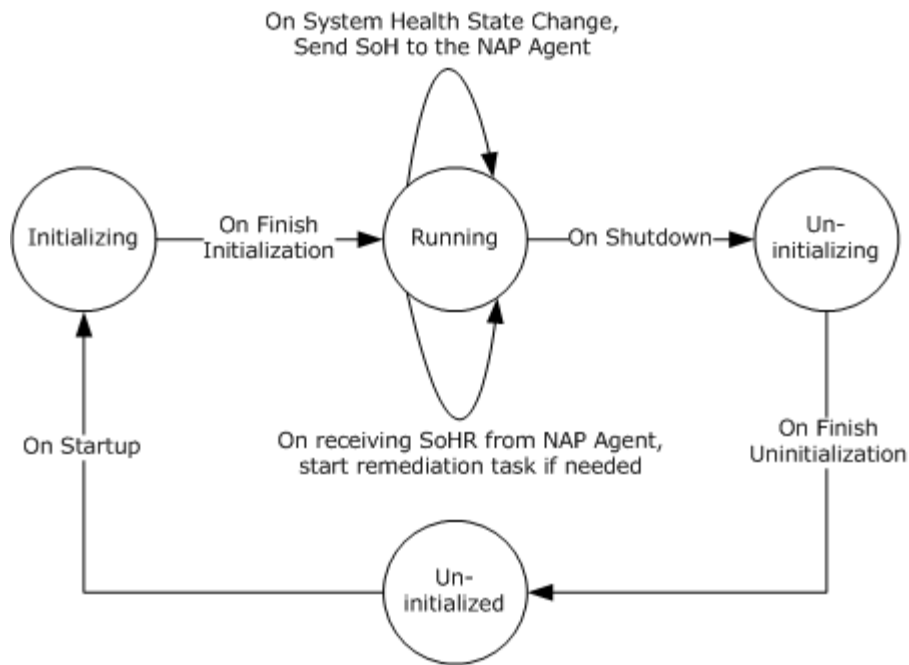 On System Health State Change,
Send SoH to the NAP Agent
Initializing
On Finish
Initialization
Running
On Shutdown
Un-
initializing
On Startup
On receiving SoHR from NAP Agent,
start remediation task if needed
On Finish
Uninitialization
Un-
initialized